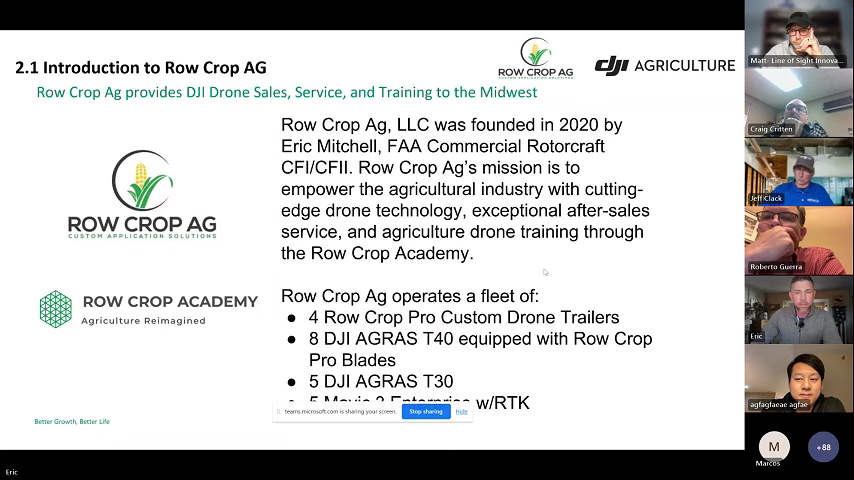 2.1 Introduction to Row Crop AG
ROW CROP AG
CUSTOM APPLICATION SOLUTIONS
dji AGRICULTURE
Row Crop Ag provides DJI Drone Sales, Service, and Training to the Midwest
Row Crop Ag, LLC was founded in 2020 by
Eric Mitchell, FAA Commercial Rotorcraft
CFI/CFII. Row Crop Ag's mission is to
empower the agricultural industry with cutting-
edge drone technology, exceptional after-sales
service, and agriculture drone training through
the Row Crop Academy.
ROW CROP AG
CUSTOM APPLICATION SOLUTIONS
ROW CROP ACADEMY
Agriculture Reimagined
Row Crop Ag operates a fleet of:
● 4 Row Crop Pro Custom Drone Trailers
● 8 DJI AGRAS T40 equipped with Row Crop
Pro Blades
● 5 DJI AGRAS T30
● 5 Mavic 3 Enterprise w/RTK
teams.microsoft.com is sharing your screen. Stop sharing Hide
Better Growth, Better Life
Eric
Matt- Line of Sight Innova...
Craig Critten
Jeff Clack
Roberto Guerra
Eric
agfagfaeae agfae
M
Marcos
+88